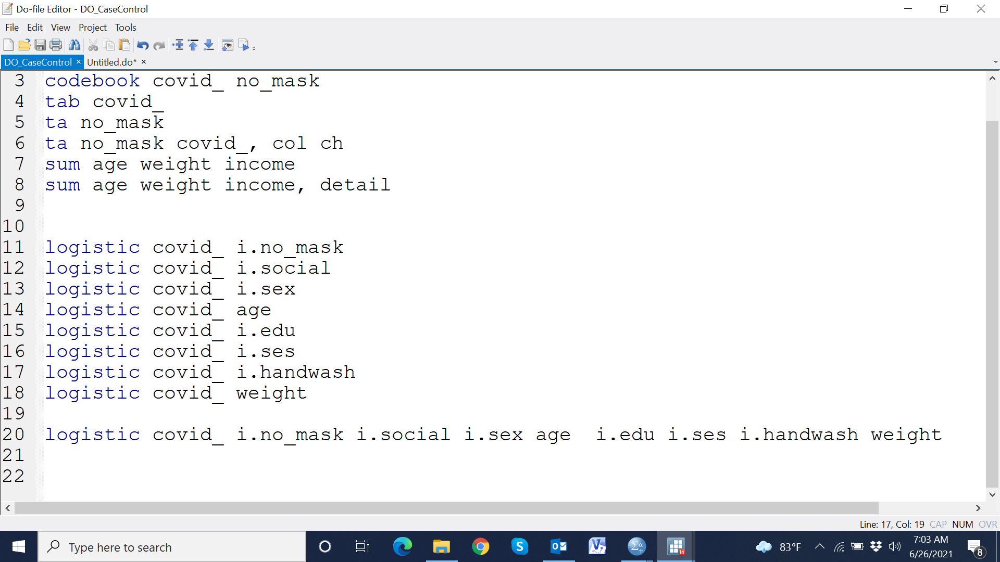 Do-file Editor - DO_CaseControl
File Edit View Project Tools
DO_CaseControl × Untitled.do* ×
3 codebook covid_ no_mask
4 tab covid_
5 ta no_mask
6 ta no_mask covid_, col ch
7 sum age weight income
8 sum age weight income, detail
9
10
11 logistic covid_ i.no_mask
12 logistic covid_ i.social
13 logistic covid_ i.sex
14 logistic covid_ age
15 logistic covid_ i.edu
16 logistic covid_ i.ses
17 logistic covid_ i.handwash
18 logistic covid_ weight
19
20 logistic covid_ i.no_mask i.social i.sex age  i.edu i.ses i.handwash weight
21
22
Line: 17, Col: 19 CAP NUM OVR
Type here to search
14
83°F
7:03 AM
6/26/2021
8